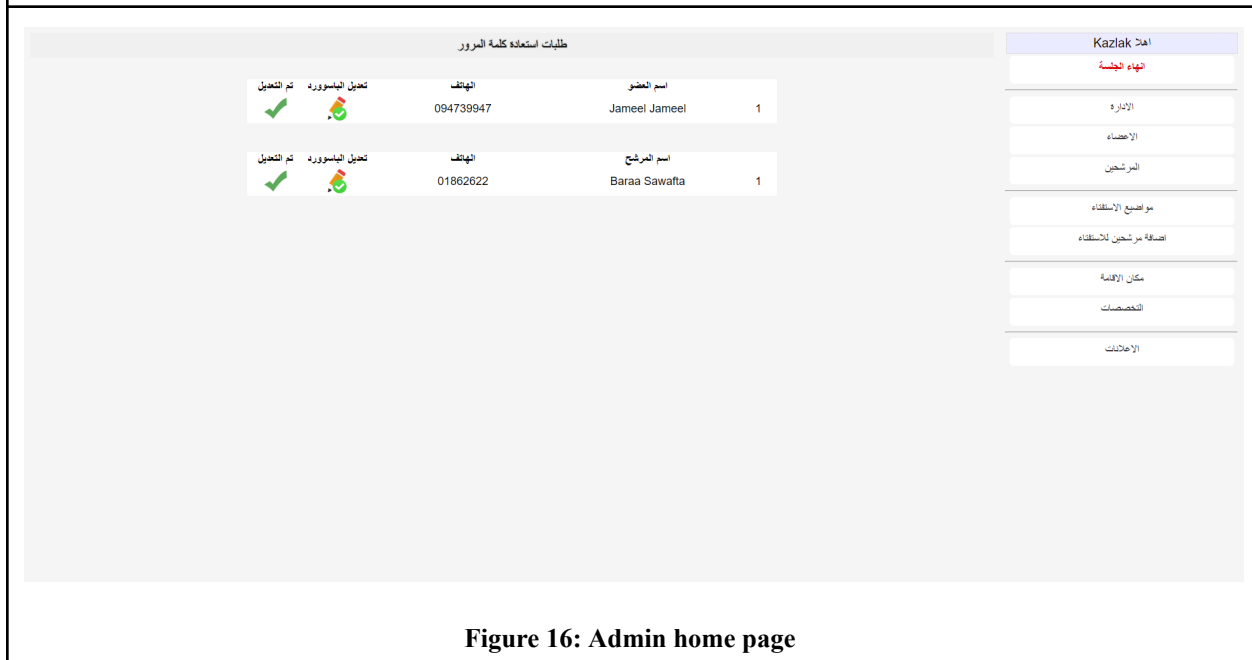 اهلا Kazlak
انهاء الجلسة
الاداره
الاعضاء
المرشحين
مواضيع الاستفتاء
اضافة مرشحين للاستفتاء
مكان الاقامة
التخصصات
الاعلانات
طلبات استعاده كلمة المرور
اسم العضو الهاتف تعديل الباسوورد تم التعديل
1 Jameel Jameel 094739947
اسم المرشح الهاتف تعديل الباسوورد تم التعديل
1 Baraa Sawafta 01862622
Figure 16: Admin home page